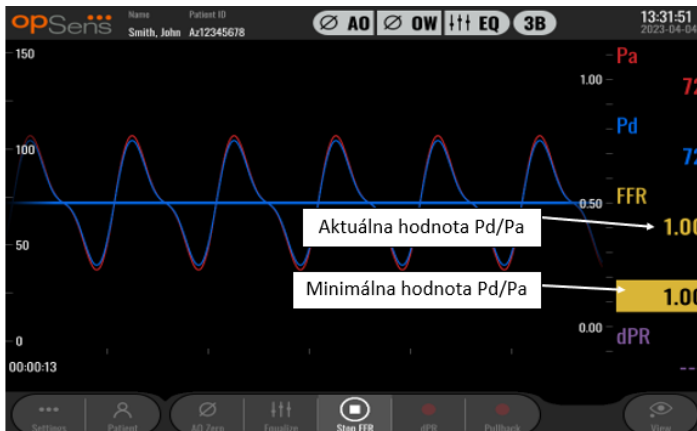 opSens
Name
Patient ID
Smith, John
Az12345678
AO
OW
EQ
3B
13:31:51
2023-04-04
150
100
50
0
00:00:13
1.00
0.50
0.00
Pa
72
Pd
72
FFR
1.00
1.00
dPR
--
Aktuálna hodnota Pd/Pa
Minimálna hodnota Pd/Pa
Settings
Patient
AO Zero
Equalize
Stop FFR
dPR
Pullback
View